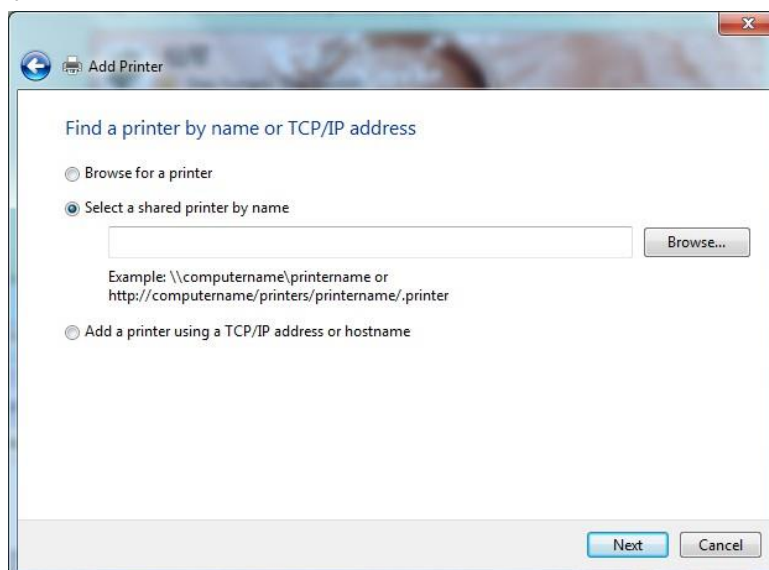 Add Printer
Find a printer by name or TCP/IP address
Browse for a printer
Select a shared printer by name
Browse...
Example: \\computername\printername or
http://computername/printers/printername/.printer
Add a printer using a TCP/IP address or hostname
Next
Cancel